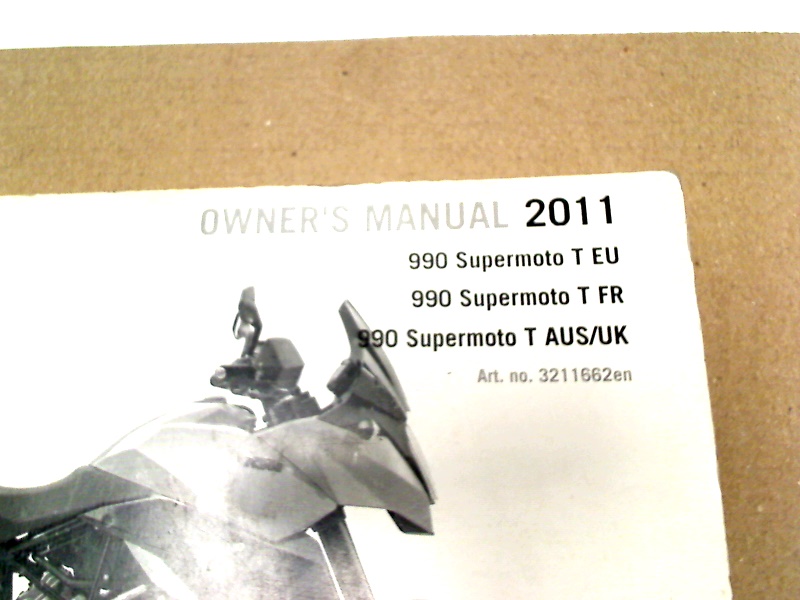 OWNER'S MANUAL 2011
990 Supermoto T EU
990 Supermoto T FR
990 Supermoto T AUS/UK
Art. no. 3211662en